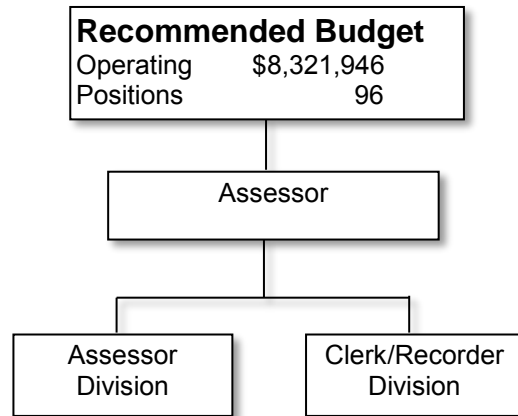 Recommended Budget
Operating $8,321,946
Positions 96
Assessor
Assessor
Division
Clerk/Recorder
Division